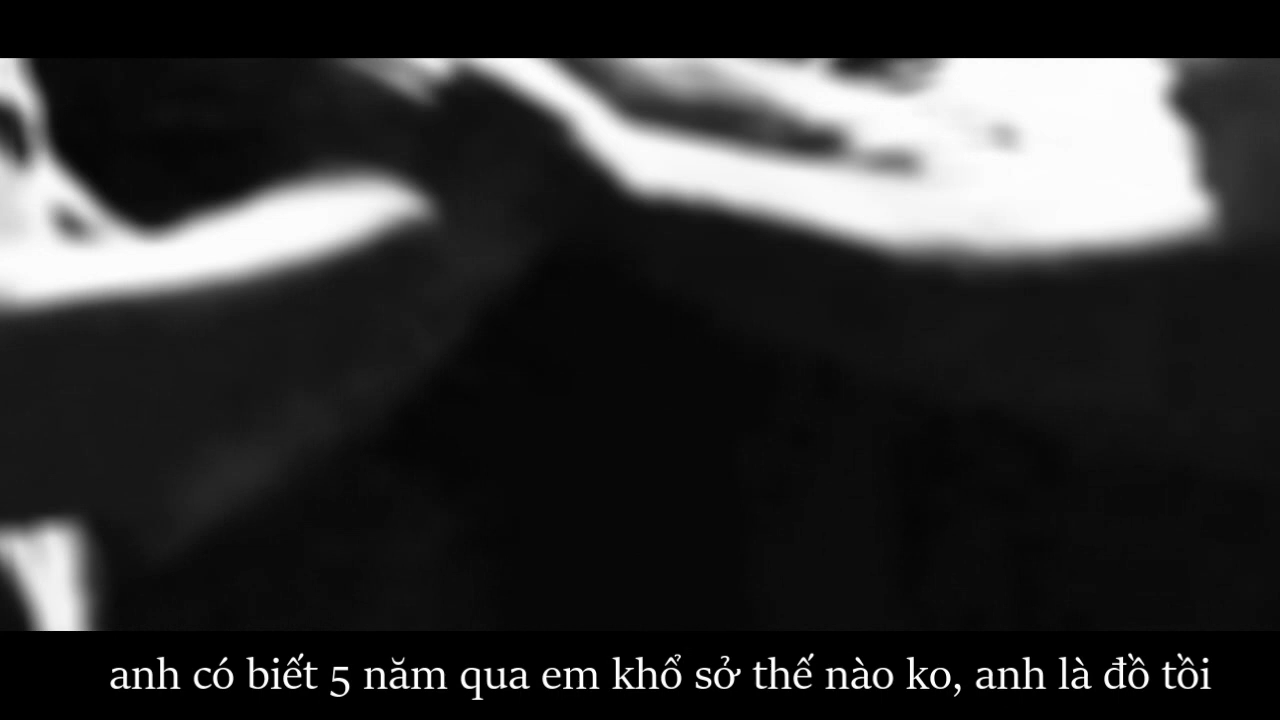 anh có biết 5 năm qua em khổ sở thế nào ko, anh là đồ tồi